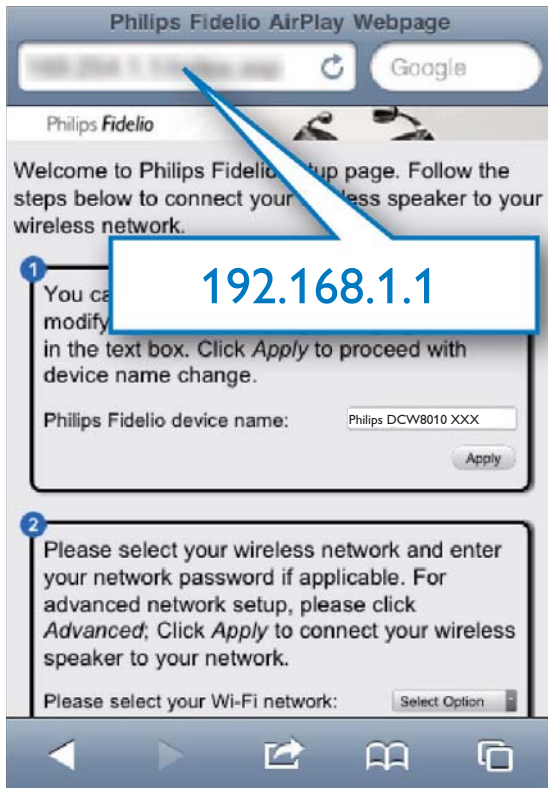 Philips Fidelio AirPlay Webpage
Google
Philips Fidelio
Welcome to Philips Fidelio setup page. Follow the
steps below to connect your wireless speaker to your
wireless network.
192.168.1.1
1
You ca
modify
in the text box. Click Apply to proceed with
device name change.
Philips Fidelio device name:
Philips DCW8010 XXX
Apply
2
Please select your wireless network and enter
your network password if applicable. For
advanced network setup, please click
Advanced; Click Apply to connect your wireless
speaker to your network.
Please select your Wi-Fi network:
Select Option